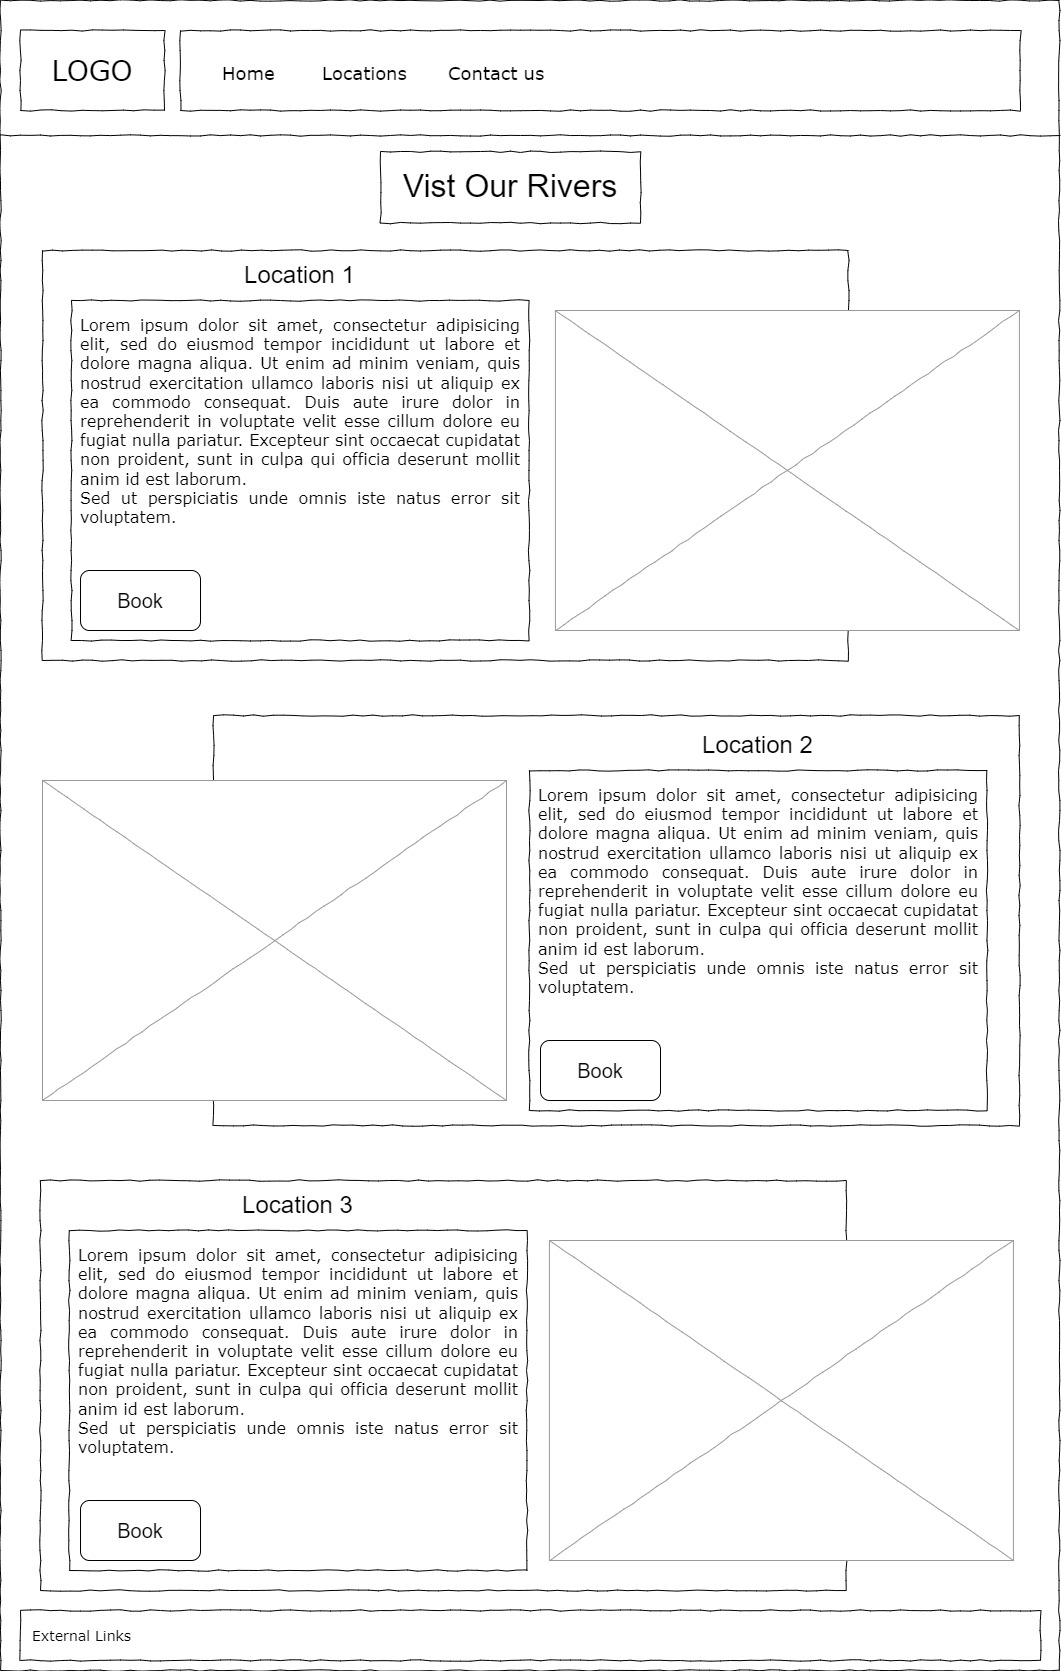 LOGO
Home Locations Contact us
Vist Our Rivers
Location 1
Lorem ipsum dolor sit amet, consectetur adipisicing
elit, sed do eiusmod tempor incididunt ut labore et
dolore magna aliqua. Ut enim ad minim veniam, quis
nostrud exercitation ullamco laboris nisi ut aliquip ex
ea commodo consequat. Duis aute irure dolor in
reprehenderit in voluptate velit esse cillum dolore eu
fugiat nulla pariatur. Excepteur sint occaecat cupidatat
non proident, sunt in culpa qui officia deserunt mollit
anim id est laborum.
Sed ut perspiciatis unde omnis iste natus error sit
voluptatem.
Book
Location 2
Lorem ipsum dolor sit amet, consectetur adipisicing
elit, sed do eiusmod tempor incididunt ut labore et
dolore magna aliqua. Ut enim ad minim veniam, quis
nostrud exercitation ullamco laboris nisi ut aliquip ex
ea commodo consequat. Duis aute irure dolor in
reprehenderit in voluptate velit esse cillum dolore eu
fugiat nulla pariatur. Excepteur sint occaecat cupidatat
non proident, sunt in culpa qui officia deserunt mollit
anim id est laborum.
Sed ut perspiciatis unde omnis iste natus error sit
voluptatem.
Book
Location 3
Lorem ipsum dolor sit amet, consectetur adipisicing
elit, sed do eiusmod tempor incididunt ut labore et
dolore magna aliqua. Ut enim ad minim veniam, quis
nostrud exercitation ullamco laboris nisi ut aliquip ex
ea commodo consequat. Duis aute irure dolor in
reprehenderit in voluptate velit esse cillum dolore eu
fugiat nulla pariatur. Excepteur sint occaecat cupidatat
non proident, sunt in culpa qui officia deserunt mollit
anim id est laborum.
Sed ut perspiciatis unde omnis iste natus error sit
voluptatem.
Book
External Links